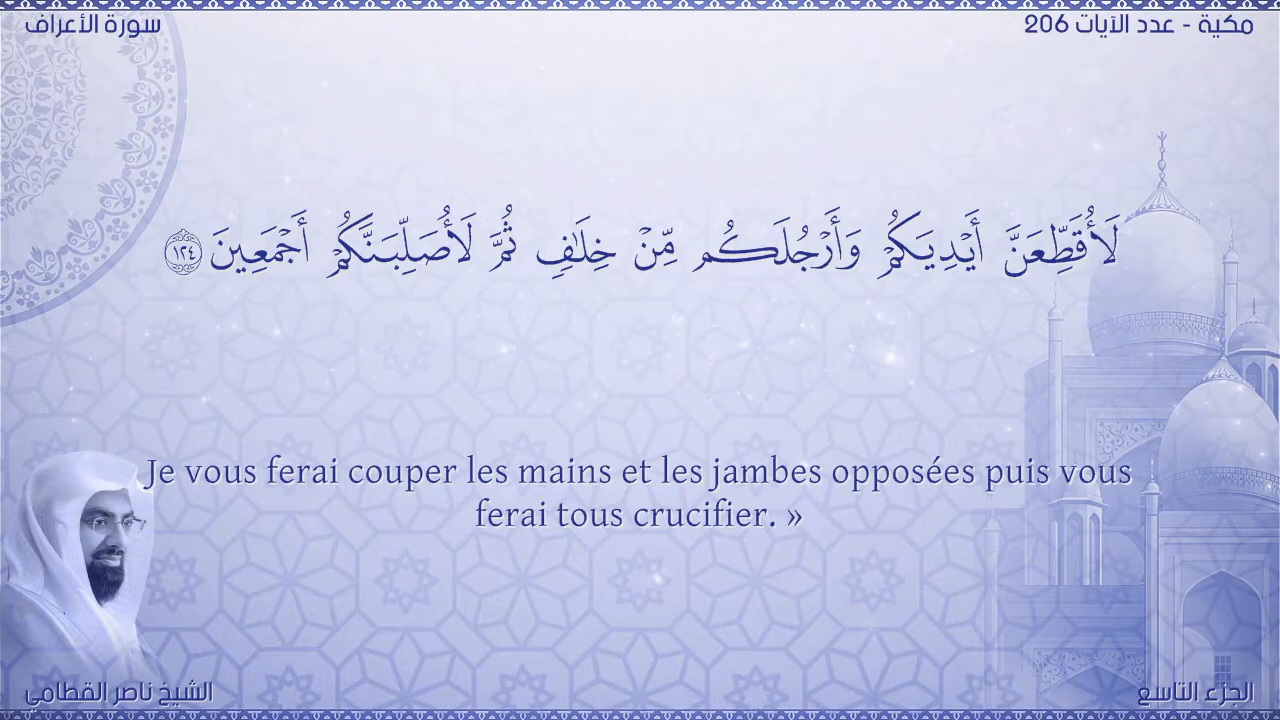 سورة الأعراف
مكية - عدد الآيات 206
لَأُقَطِّعَنَّ أَيْدِيَكُمْ وَأَرْجُلَكُم مِّنْ خِلَٰفٍ ثُمَّ لَأُصَلِّبَنَّكُمْ أَجْمَعِينَ ١٢٤
Je vous ferai couper les mains et les jambes opposées puis vous
ferai tous crucifier. »
الشيخ ناصر القطامي
الجزء التاسع